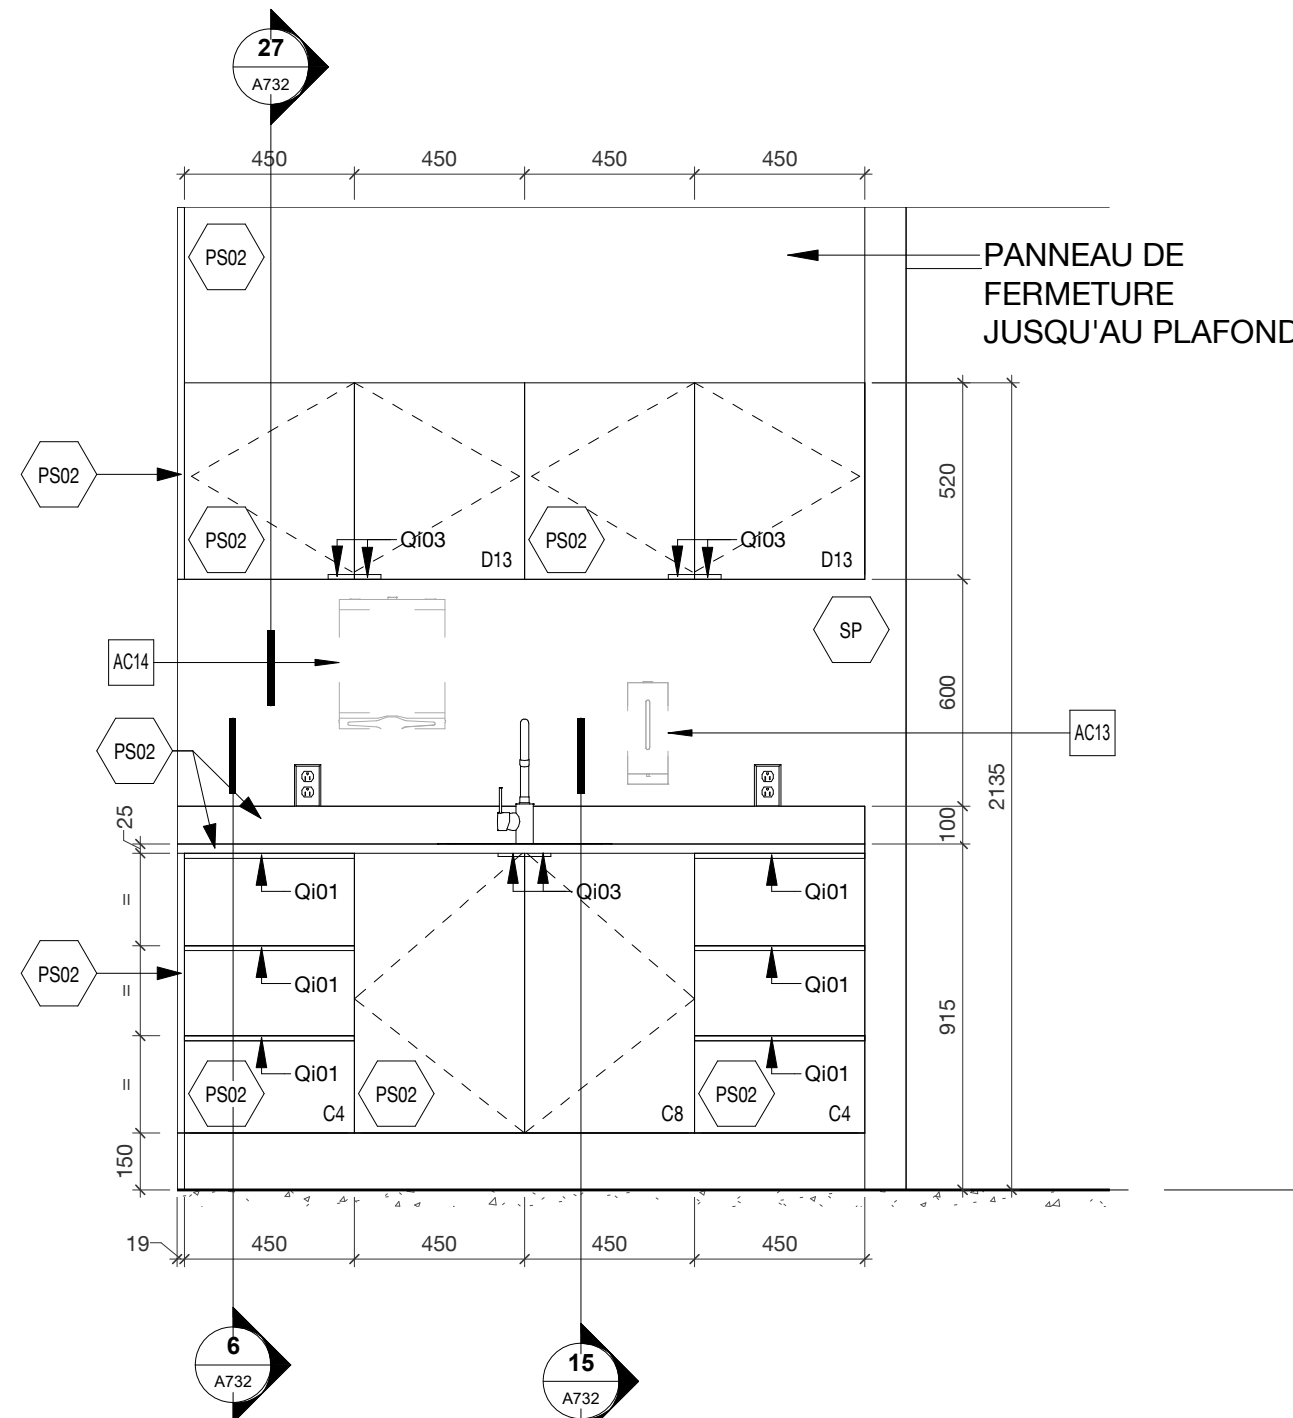 27
A732
450 450 450 450
PS02
PANNEAU DE
FERMETURE
JUSQU'AU PLAFOND
PS02
520
PS02 Qi03 D13 PS02 Qi03 D13
SP
AC14
600
PS02
AC13
2135
25
100
Qi01 Qi03 Qi01
=
PS02
Qi01 Qi01
=
915
Qi01 Qi01
=
PS02 C4 PS02 C8 PS02 C4
150
19 450 450 450 450
6
A732
15
A732